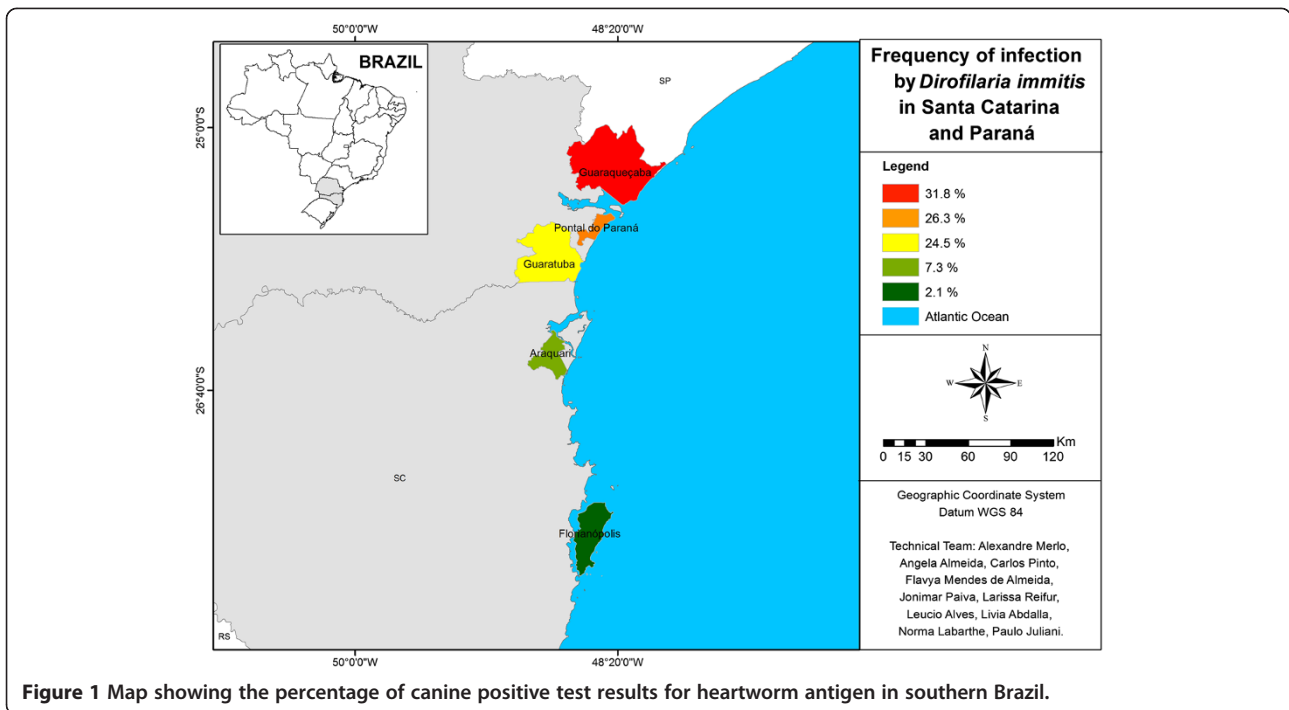 50°0'0"W
48°20'0"W
BRAZIL
25°0'0"S
26°40'0"S
SP
Guaraqueçaba
Pontal do Paraná
Guaratuba
Araquari
SC
Florianópolis
RS
50°0'0"W
48°20'0"W
Frequency of infection
by Dirofilaria immitis
in Santa Catarina
and Paraná
Legend
31.8 %
26.3 %
24.5 %
7.3 %
2.1 %
Atlantic Ocean
N
W E
S
Km
0 15 30 60 90 120
Geographic Coordinate System
Datum WGS 84
Technical Team: Alexandre Merlo,
Angela Almeida, Carlos Pinto,
Flavya Mendes de Almeida,
Jonimar Paiva, Larissa Reifur,
Leucio Alves, Livia Abdalla,
Norma Labarthe, Paulo Juliani.
Figure 1 Map showing the percentage of canine positive test results for heartworm antigen in southern Brazil.